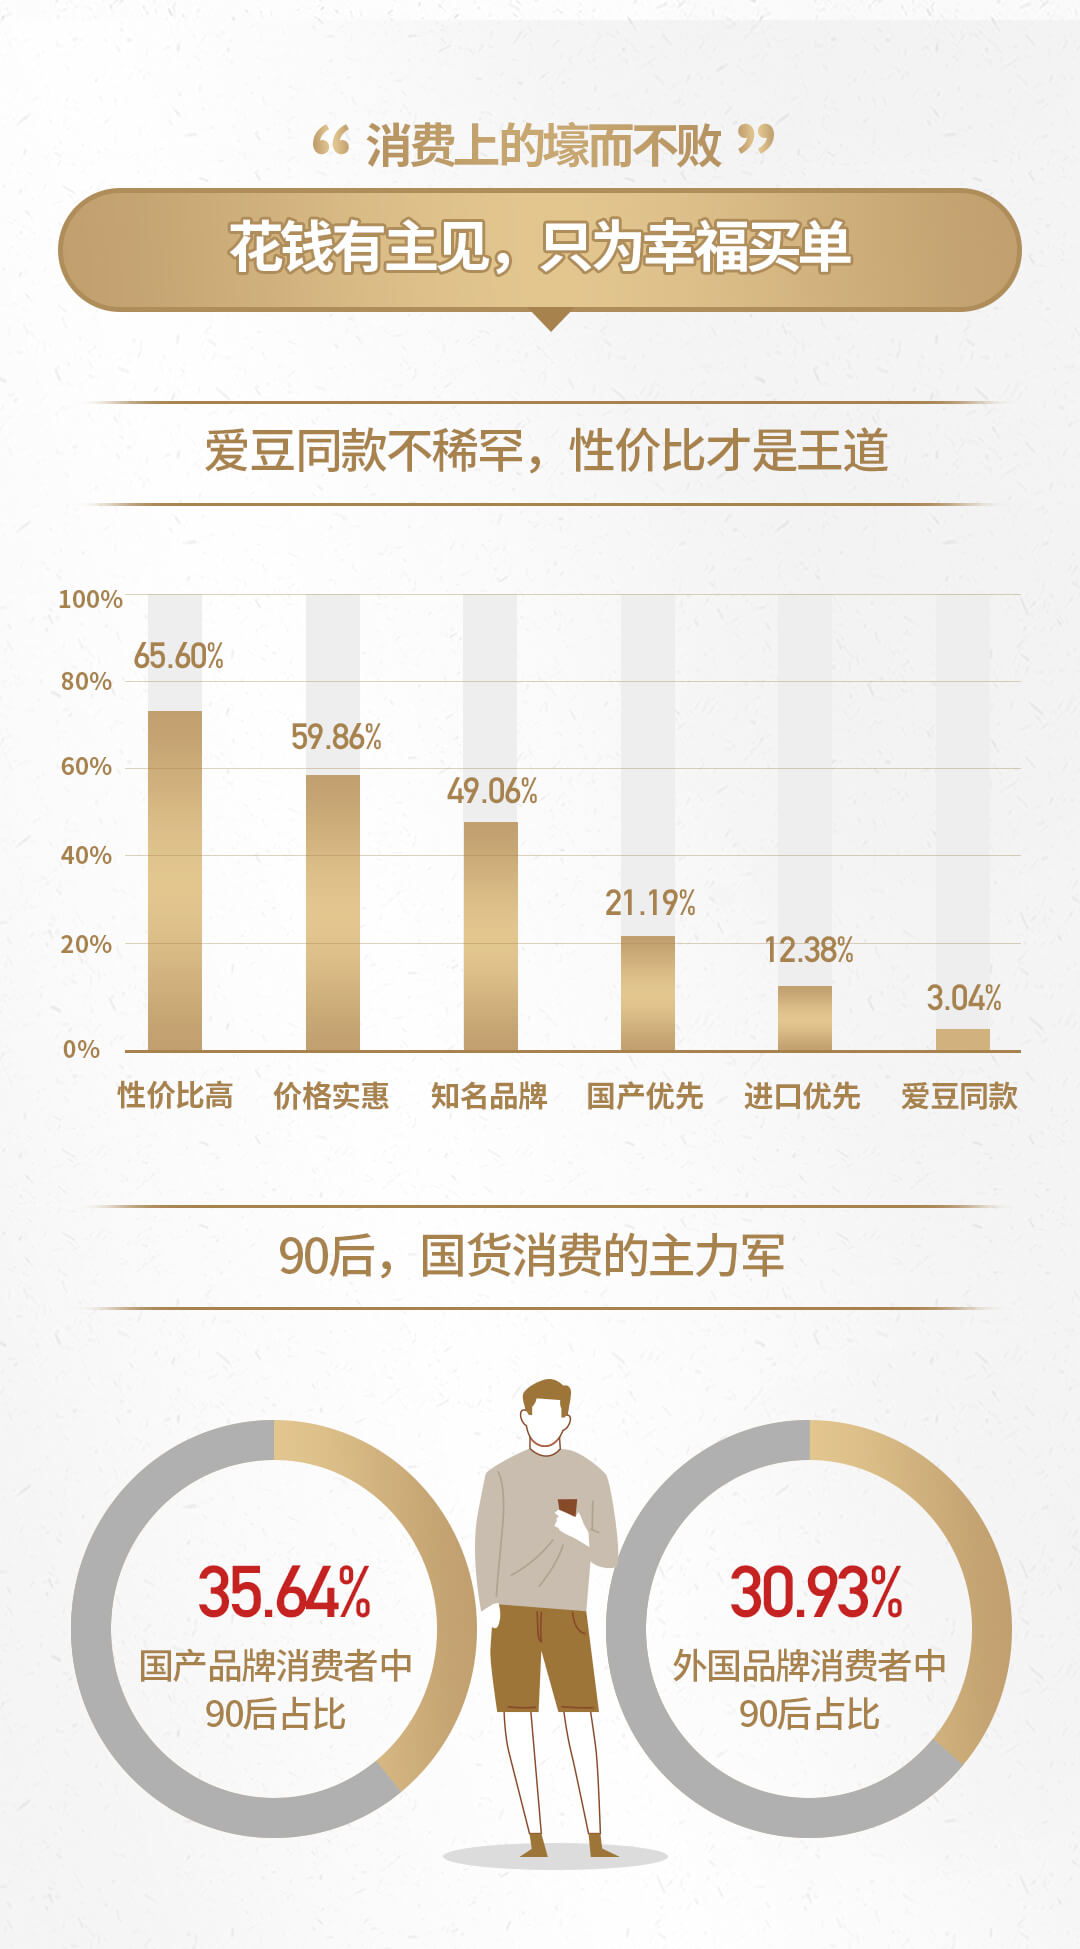 “消费上的壕而不败”
花钱有主见，只为幸福买单
爱豆同款不稀罕，性价比才是王道
100%
80%
60%
40%
20%
0%
65.60%
59.86%
49.06%
21.19%
12.38%
3.04%
性价比高
价格实惠
知名品牌
国产优先
进口优先
爱豆同款
90后，国货消费的主力军
35.64%
国产品牌消费者中
90后占比
30.93%
外国品牌消费者中
90后占比